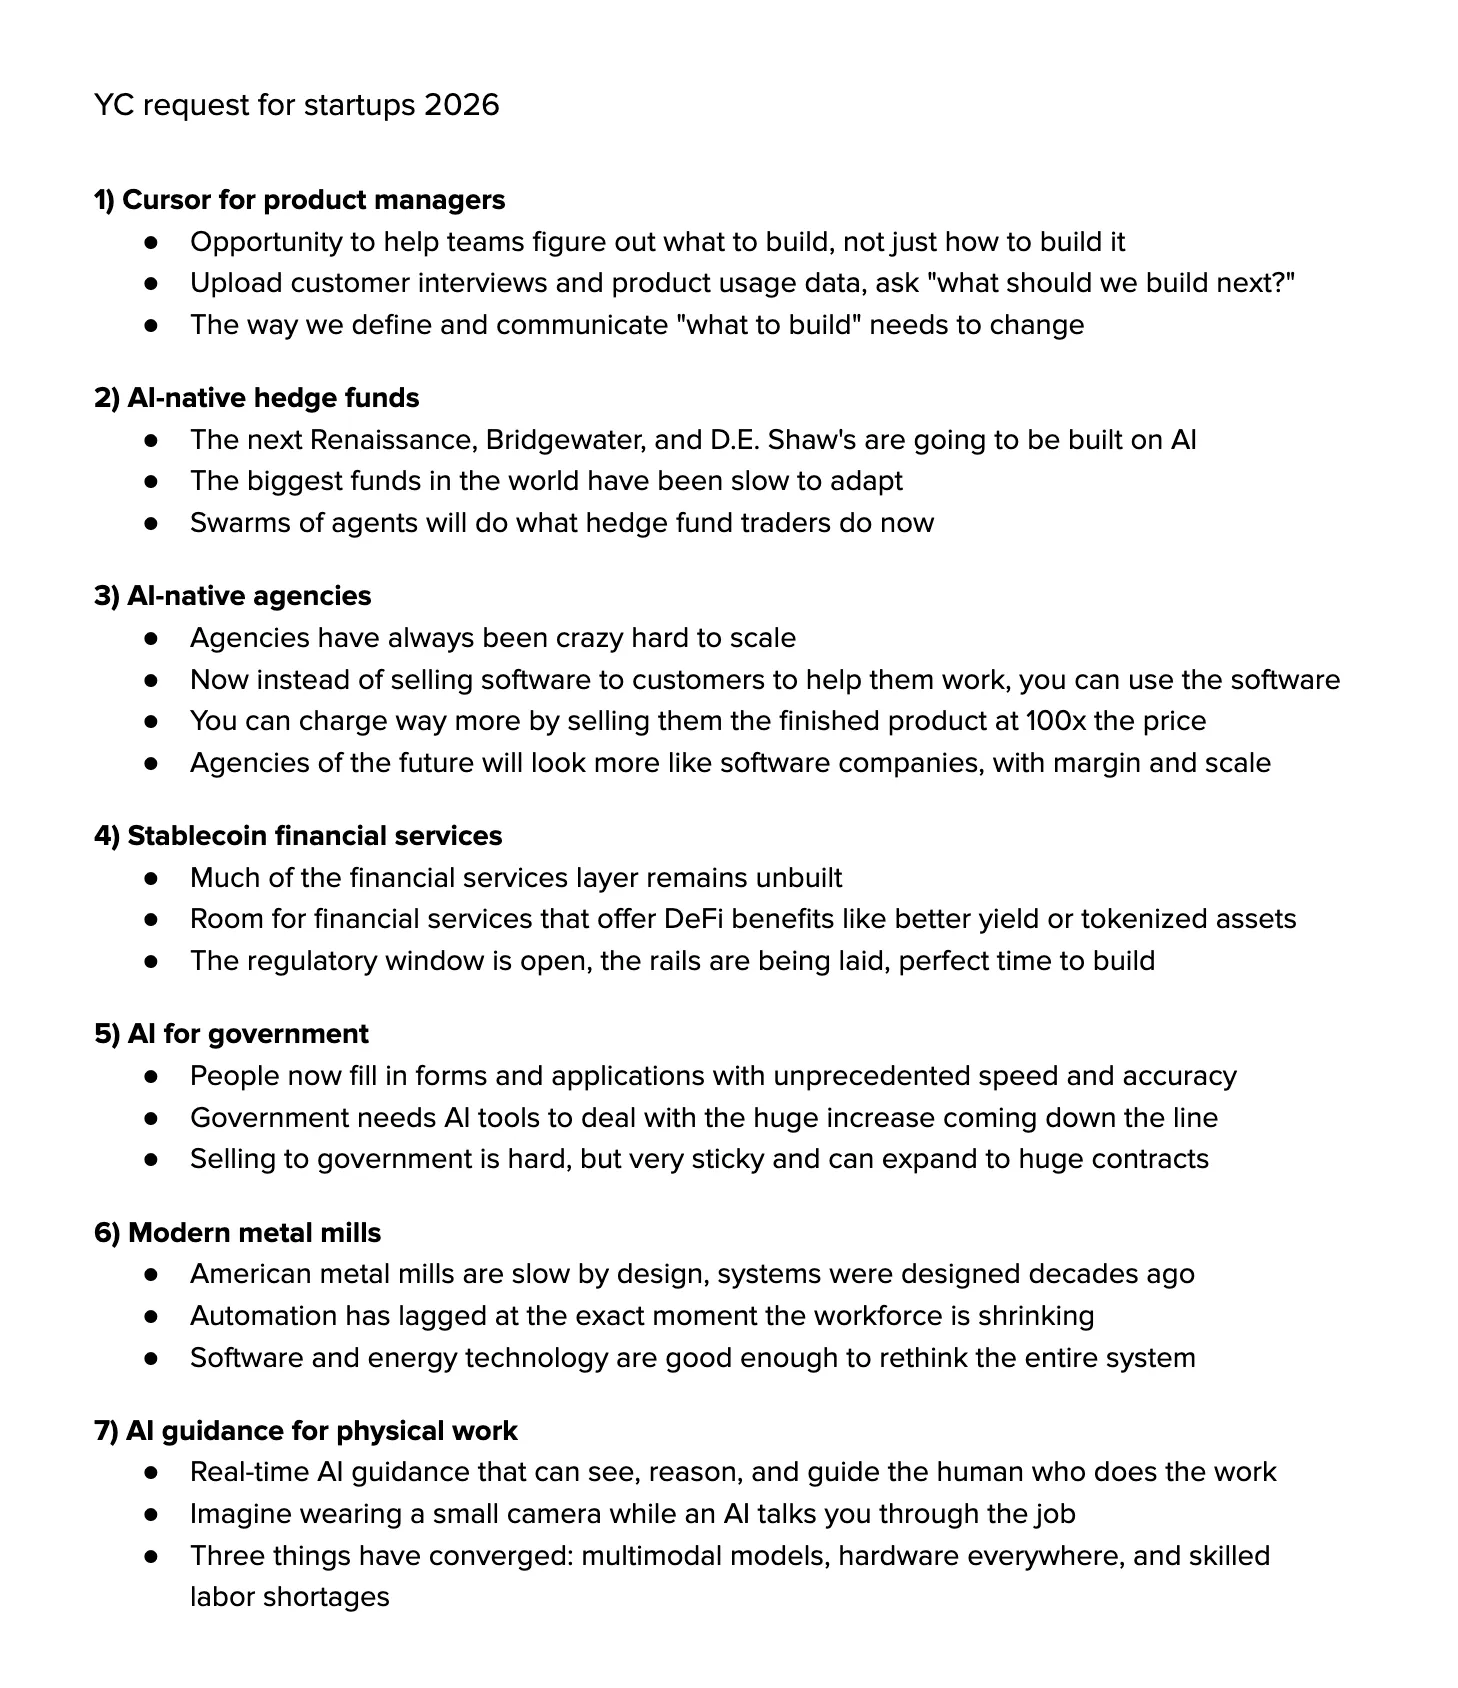 YC request for startups 2026
1) Cursor for product managers
● Opportunity to help teams figure out what to build, not just how to build it
● Upload customer interviews and product usage data, ask "what should we build next?"
● The way we define and communicate "what to build" needs to change
2) AI-native hedge funds
● The next Renaissance, Bridgewater, and D.E. Shaw's are going to be built on AI
● The biggest funds in the world have been slow to adapt
● Swarms of agents will do what hedge fund traders do now
3) AI-native agencies
● Agencies have always been crazy hard to scale
● Now instead of selling software to customers to help them work, you can use the software
● You can charge way more by selling them the finished product at 100x the price
● Agencies of the future will look more like software companies, with margin and scale
4) Stablecoin financial services
● Much of the financial services layer remains unbuilt
● Room for financial services that offer DeFi benefits like better yield or tokenized assets
● The regulatory window is open, the rails are being laid, perfect time to build
5) AI for government
● People now fill in forms and applications with unprecedented speed and accuracy
● Government needs AI tools to deal with the huge increase coming down the line
● Selling to government is hard, but very sticky and can expand to huge contracts
6) Modern metal mills
● American metal mills are slow by design, systems were designed decades ago
● Automation has lagged at the exact moment the workforce is shrinking
● Software and energy technology are good enough to rethink the entire system
7) AI guidance for physical work
● Real-time AI guidance that can see, reason, and guide the human who does the work
● Imagine wearing a small camera while an AI talks you through the job
● Three things have converged: multimodal models, hardware everywhere, and skilled
labor shortages